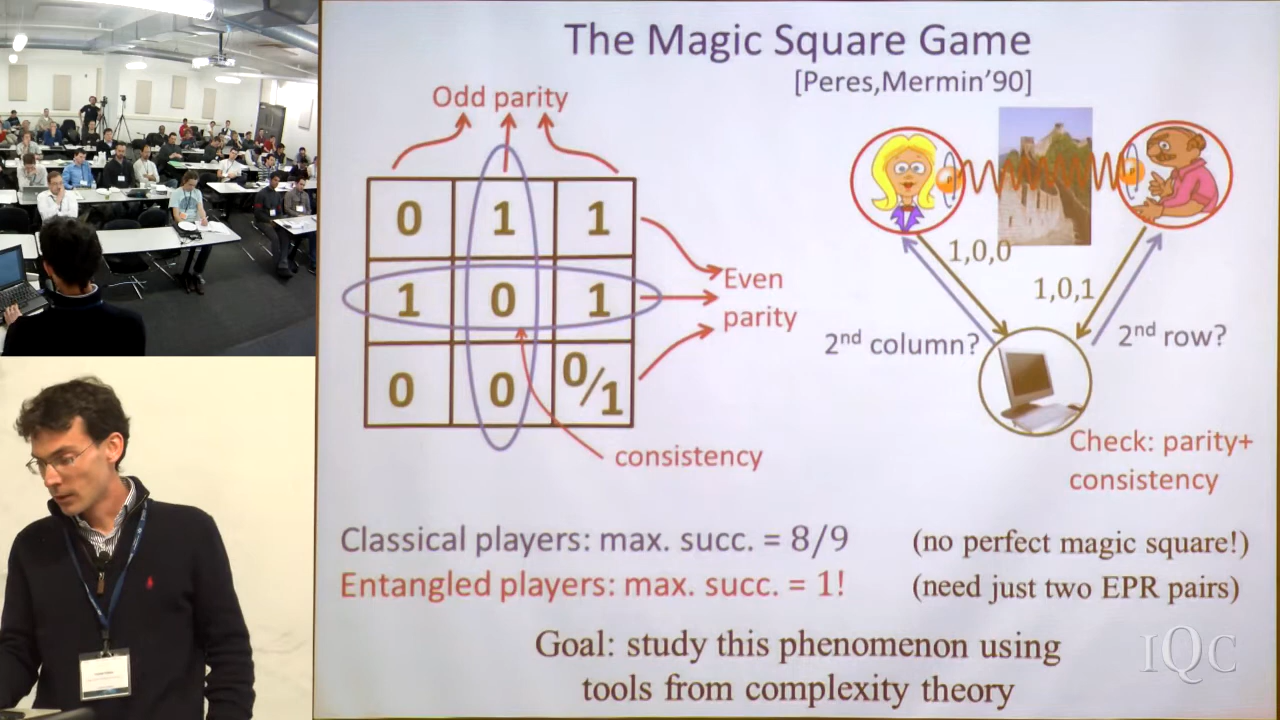 The Magic Square Game
[Peres,Mermin'90]
Odd parity
0 1 1
1 0 1
0 0 0/1
Even
parity
consistency
1,0,0
1,0,1
2nd column?
2nd row?
Check: parity+
consistency
Classical players: max. succ. = 8/9 (no perfect magic square!)
Entangled players: max. succ. = 1! (need just two EPR pairs)
Goal: study this phenomenon using
tools from complexity theory
IQC